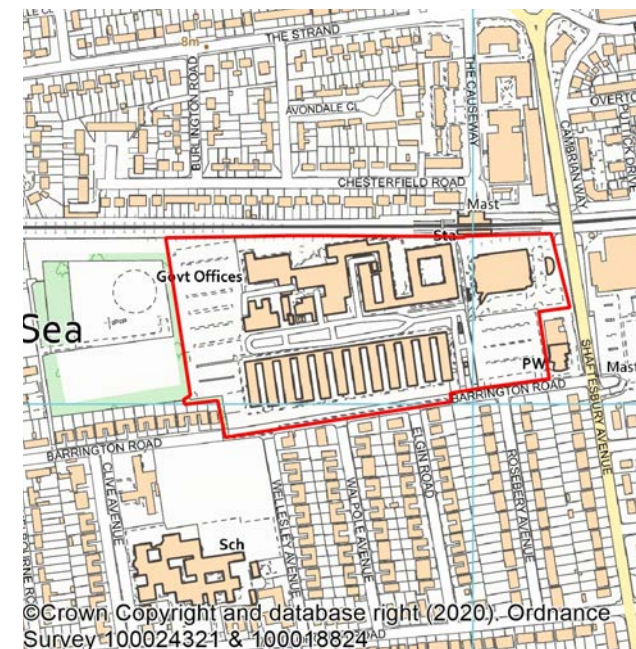 THE STRAND
8m
BURLINGTON ROAD
AVONDALE CL
THE CAUSEWAY
CAMBRIAN WAY
CHESTERFIELD ROAD
Mast
Sta
Govt Offices
Sea
PW
Mast
SHAFTESBURY AVENUE
BARRINGTON ROAD
BARRINGTON ROAD
CLIVE AVENUE
WELLESLEY AVENUE
WALPOLE AVENUE
ELGIN ROAD
ROSEBERY AVENUE
Sch
©Crown Copyright and database right (2020). Ordnance
Survey 100024321 & 100018824